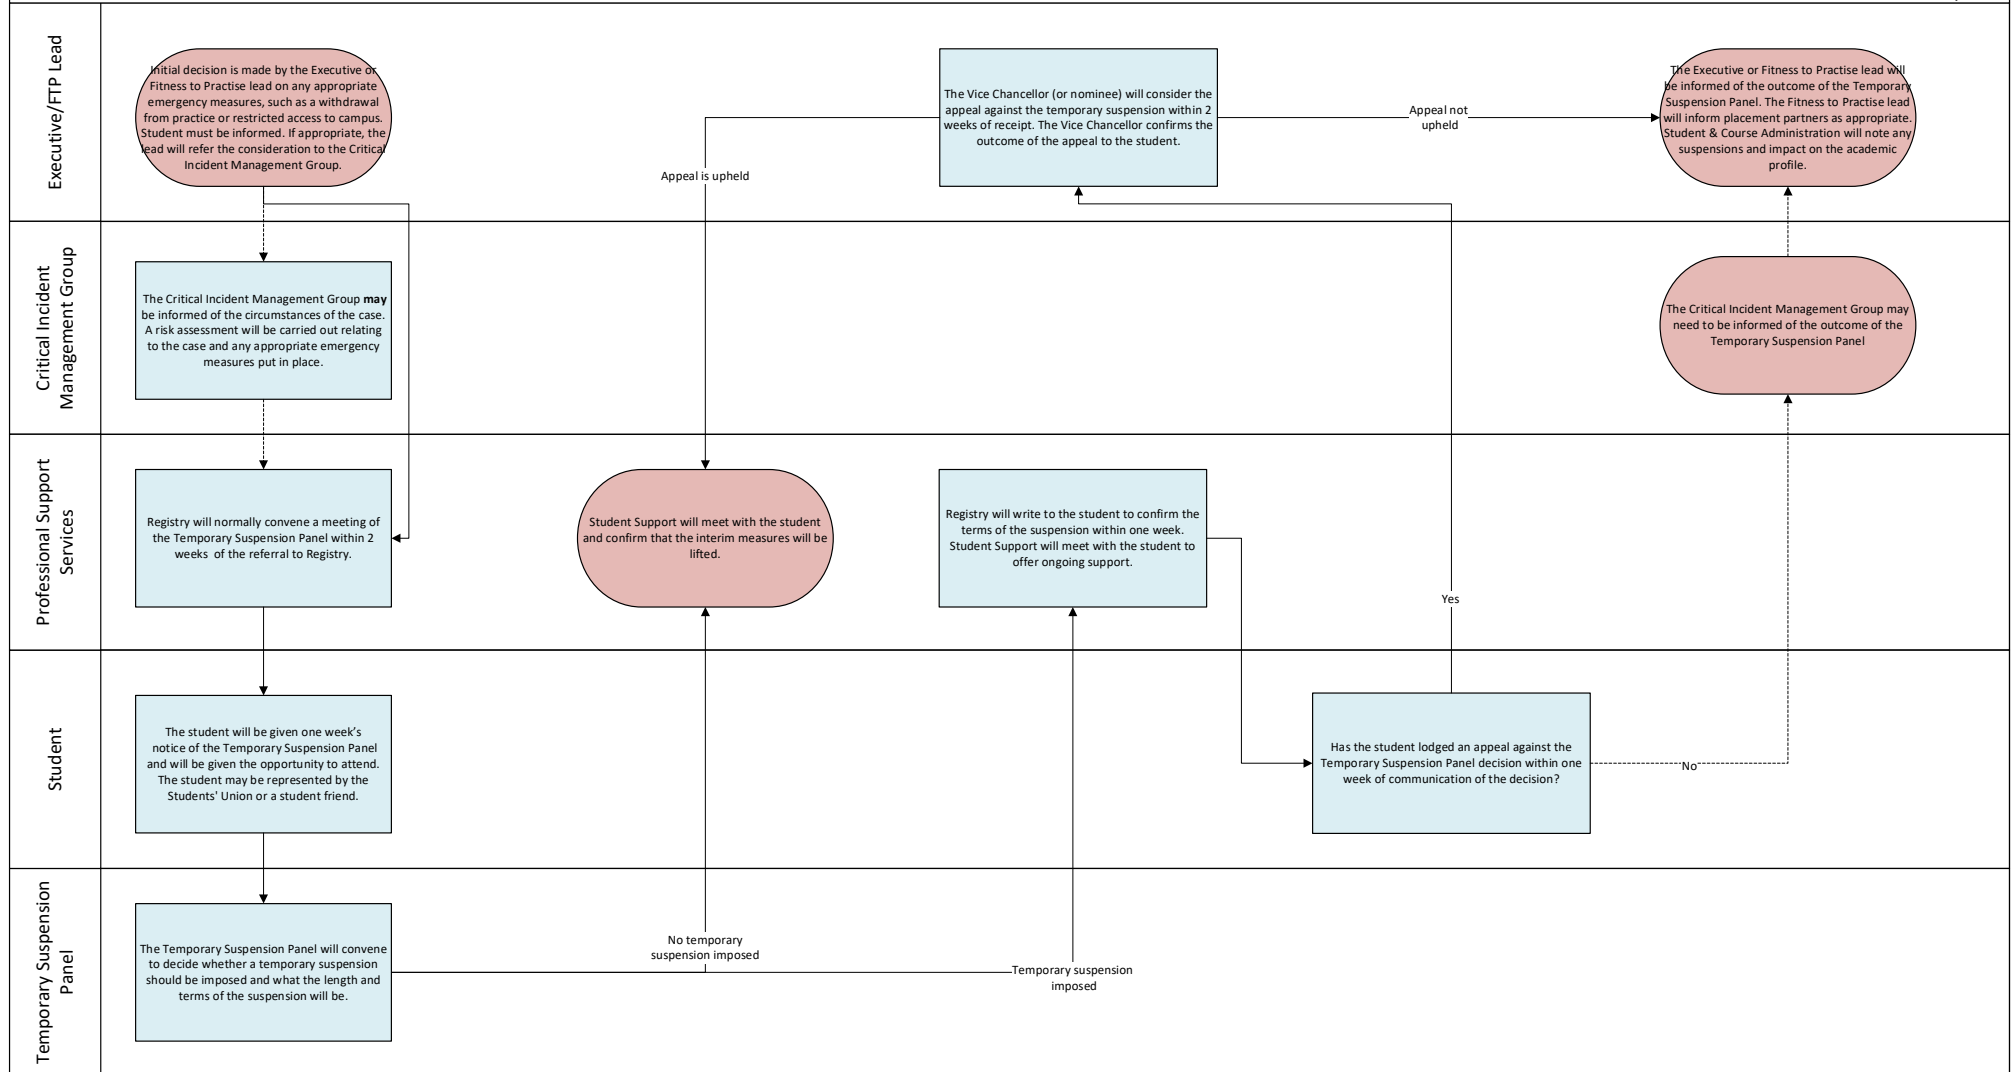 Executive/FTP Lead
Initial decision is made by the Executive or
Fitness to Practise lead on any appropriate
emergency measures, such as a withdrawal
from practice or restricted access to campus.
Student must be informed. If appropriate, the
lead will refer the consideration to the Critical
Incident Management Group.
Appeal is upheld
The Vice Chancellor (or nominee) will consider the
appeal against the temporary suspension within 2
weeks of receipt. The Vice Chancellor confirms the
outcome of the appeal to the student.
Appeal not
upheld
The Executive or Fitness to Practise lead will
be informed of the outcome of the Temporary
Suspension Panel. The Fitness to Practise lead
will inform placement partners as appropriate.
Student & Course Administration will note any
suspensions and impact on the academic
profile.
Critical Incident
Management Group
The Critical Incident Management Group may
be informed of the circumstances of the case.
A risk assessment will be carried out relating
to the case and any appropriate emergency
measures put in place.
The Critical Incident Management Group may
need to be informed of the outcome of the
Temporary Suspension Panel
Professional Support
Services
Registry will normally convene a meeting of
the Temporary Suspension Panel within 2
weeks of the referral to Registry.
Student Support will meet with the student
and confirm that the interim measures will be
lifted.
Registry will write to the student to confirm the
terms of the suspension within one week.
Student Support will meet with the student to
offer ongoing support.
Yes
Student
The student will be given one week's
notice of the Temporary Suspension Panel
and will be given the opportunity to attend.
The student may be represented by the
Students' Union or a student friend.
Has the student lodged an appeal against the
Temporary Suspension Panel decision within one
week of communication of the decision?
No
Temporary Suspension
Panel
The Temporary Suspension Panel will convene
to decide whether a temporary suspension
should be imposed and what the length and
terms of the suspension will be.
No temporary
suspension imposed
Temporary suspension
imposed